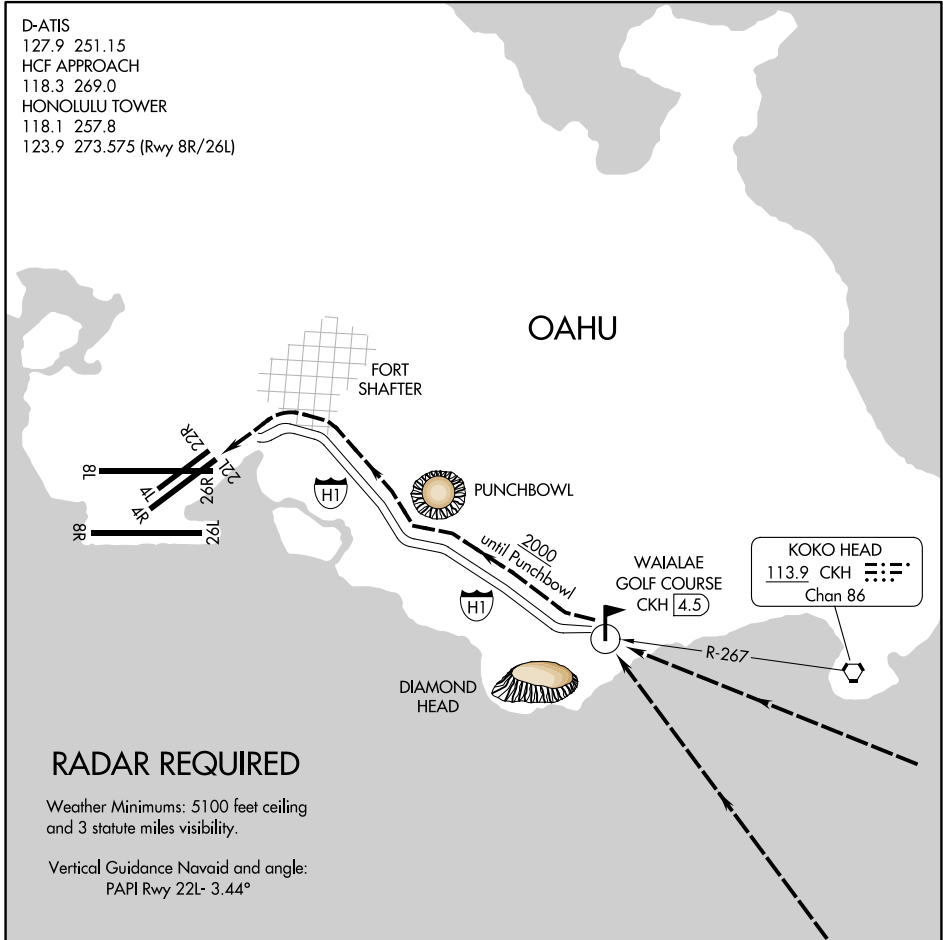 D-ATIS
127.9 251.15
HCF APPROACH
118.3 269.0
HONOLULU TOWER
118.1 257.8
123.9 273.575 (Rwy 8R/26L)
OAHU
FORT
SHAFTER
22R
22L
8L
26R
4L
4R
8R
26L
H1
PUNCHBOWL
2000
until Punchbowl
H1
WAIALAE
GOLF COURSE
CKH 4.5
KOKO HEAD
113.9 CKH
Chan 86
R-267
DIAMOND
HEAD
RADAR REQUIRED
Weather Minimums: 5100 feet ceiling
and 3 statute miles visibility.
Vertical Guidance Navaid and angle:
PAPI Rwy 22L- 3.44°